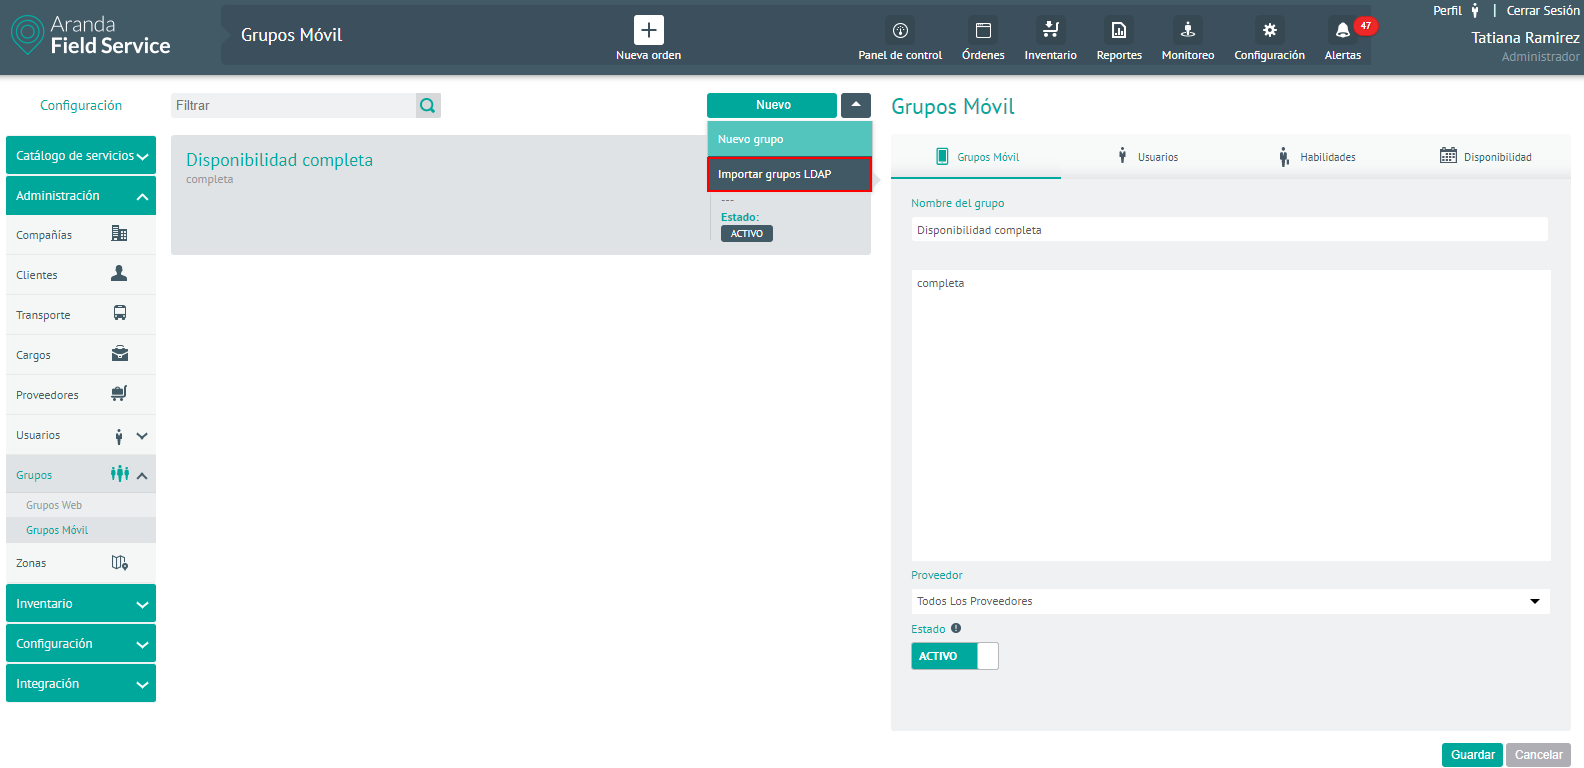 Aranda
Field Service
Grupos Móvil
Nueva orden
Panel de control
Órdenes
Inventario
Reportes
Monitoreo
Configuración
Alertas
47
Perfil | Cerrar Sesión
Tatiana Ramirez
Administrador
Configuración
Catálogo de servicios
Administración
Compañías
Clientes
Transporte
Cargos
Proveedores
Usuarios
Grupos
Grupos Web
Grupos Móvil
Zonas
Inventario
Configuración
Integración
Filtrar
Nuevo
Nuevo grupo
Importar grupos LDAP
Disponibilidad completa
completa
---
Estado:
ACTIVO
Grupos Móvil
Grupos Móvil
Usuarios
Habilidades
Disponibilidad
Nombre del grupo
Disponibilidad completa
completa
Proveedor
Todos Los Proveedores
Estado
ACTIVO
Guardar
Cancelar